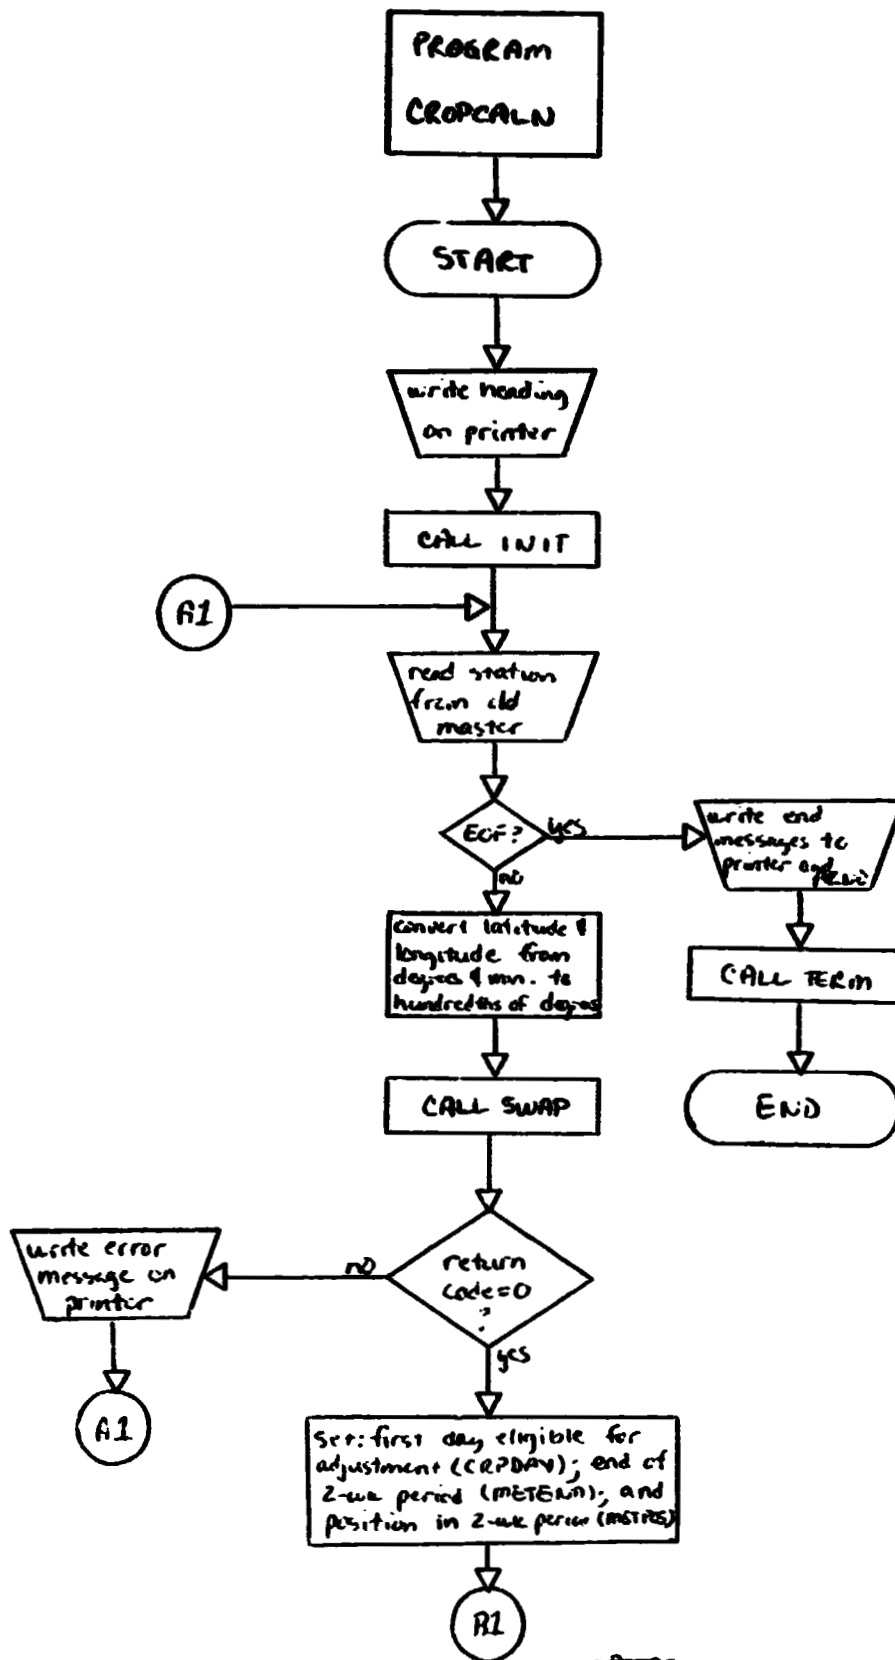 PROGRAM
CROPCALN
START
write heading
on printer
CALL INIT
A1
read station
from old
master
EOF?
yes
no
write end
messages to
printer and
convert latitude &
longitude from
degrees & min. to
hundredths of degrees
CALL TERM
CALL SWAP
END
return
code=0
?
no
yes
write error
message on
printer
A1
set: first day eligible for
adjustment (CRPDAY); end of
2-wk period (METEND); and
position in 2-wk period (METPOS)
B1